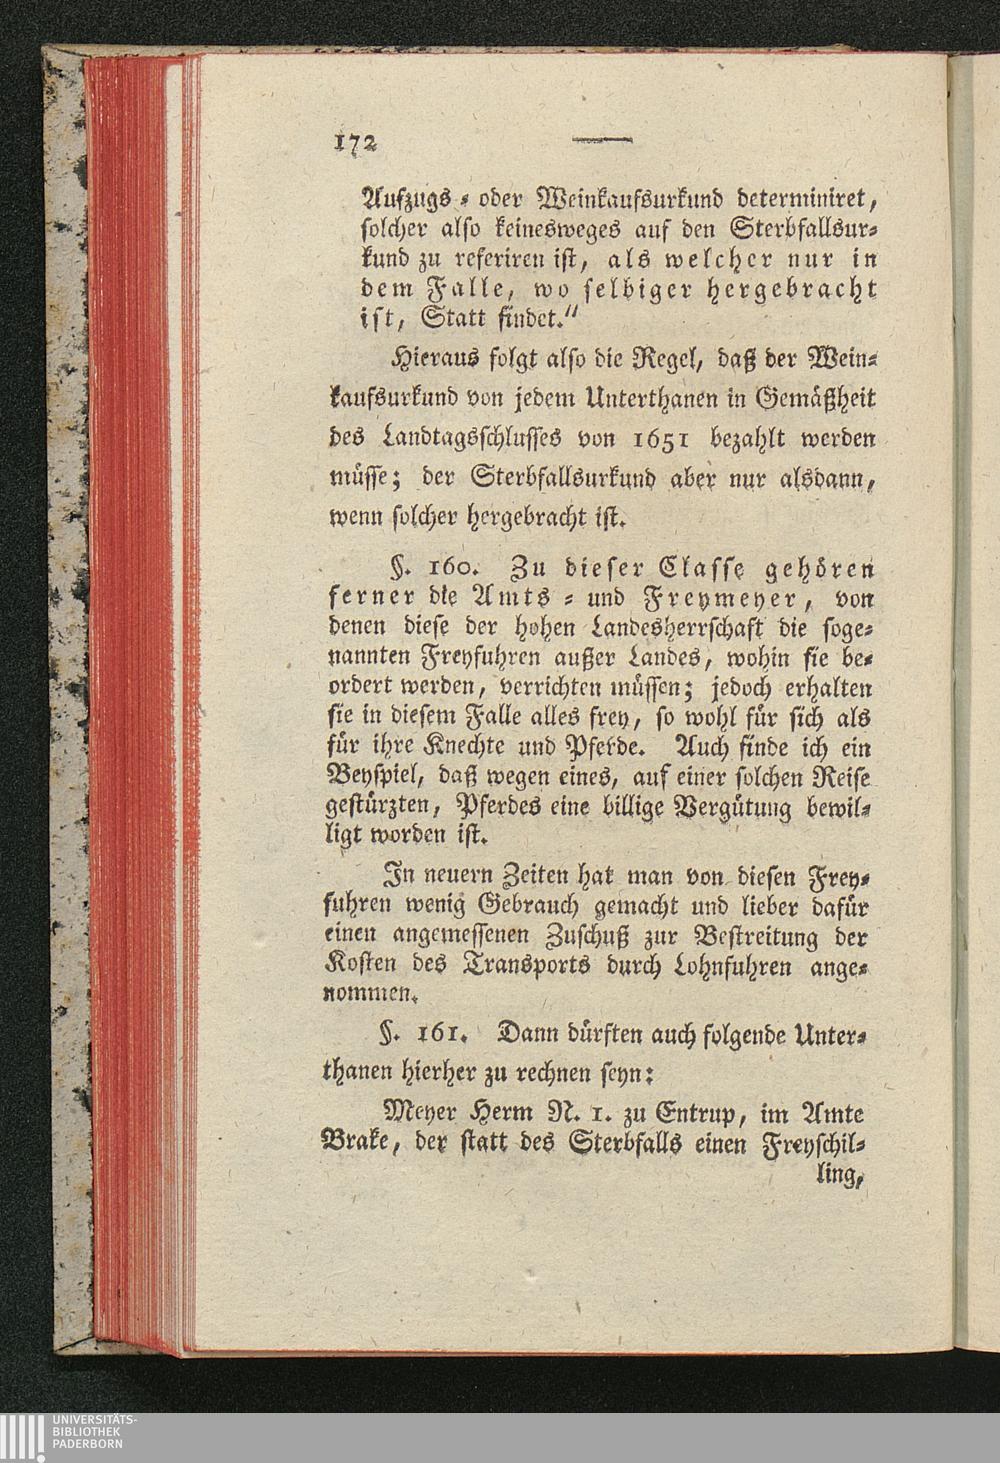 172
Aufzugs- oder Weinkaufsurkund determiniret,
solcher also keinesweges auf den Sterbfallsur-
kund zu referiren ist, als welcher nur in
dem Falle, wo selbiger hergebracht
ist, Statt findet."
Hieraus folgt also die Regel, daß der Wein-
kaufsurkund von jedem Unterthanen in Gemäßheit
des Landtagsschlusses von 1651 bezahlt werden
müsse; der Sterbfallsurkund aber nur alsdann,
wenn solcher hergebracht ist.
§. 160. Zu dieser Classe gehören
ferner die Amts- und Freymeyer, von
denen diese der hohen Landesherrschaft die soge-
nannten Freyfuhren außer Landes, wohin sie be-
ordert werden, verrichten müssen; jedoch erhalten
sie in diesem Falle alles frey, so wohl für sich als
für ihre Knechte und Pferde. Auch finde ich ein
Beyspiel, daß wegen eines, auf einer solchen Reise
gestürzten, Pferdes eine billige Vergütung bewil-
ligt worden ist.
In neuern Zeiten hat man von diesen Frey-
fuhren wenig Gebrauch gemacht und lieber dafür
einen angemessenen Zuschuß zur Bestreitung der
Kosten des Transports durch Lohnfuhren ange-
nommen.
§. 161. Dann dürften auch folgende Unter-
thanen hierher zu rechnen seyn:
Meyer Herm N. 1. zu Entrup, im Amte
Brake, der statt des Sterbfalls einen Freyschil-
ling,
UNIVERSITÄTS-
BIBLIOTHEK
PADERBORN